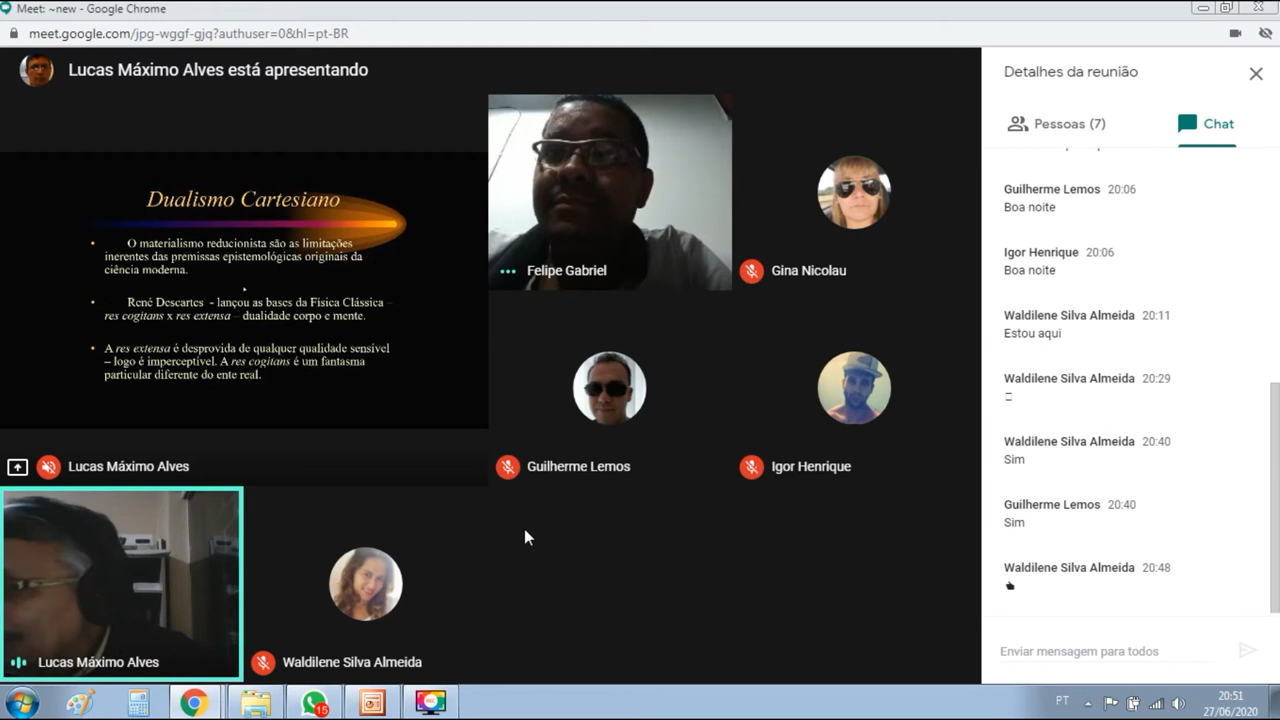 Meet: ~new - Google Chrome
meet.google.com/jpg-wggf-gjq?authuser=0&hl=pt-BR
Lucas Máximo Alves está apresentando
Dualismo Cartesiano
• O materialismo reducionista são as limitações
inerentes das premissas epistemológicas originais da
ciência moderna.
• René Descartes - lançou as bases da Física Clássica –
res cogitans x res extensa – dualidade corpo e mente.
• A res extensa é desprovida de qualquer qualidade sensível
– logo é imperceptível. A res cogitans é um fantasma
particular diferente do ente real.
Lucas Máximo Alves
Felipe Gabriel
Gina Nicolau
Guilherme Lemos
Igor Henrique
Lucas Máximo Alves
Waldilene Silva Almeida
Detalhes da reunião
Pessoas (7)
Chat
Guilherme Lemos 20:06
Boa noite
Igor Henrique 20:06
Boa noite
Waldilene Silva Almeida 20:11
Estou aqui
Waldilene Silva Almeida 20:29
Waldilene Silva Almeida 20:40
Sim
Guilherme Lemos 20:40
Sim
Waldilene Silva Almeida 20:48
Enviar mensagem para todos
15
REC
PT
20:51
27/06/2020